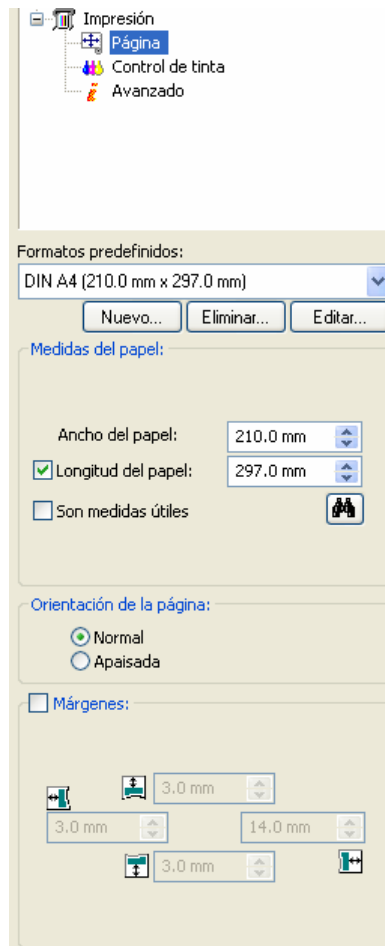 Impresión
Página
Control de tinta
Avanzado
Formatos predefinidos:
DIN A4 (210.0 mm x 297.0 mm)
Nuevo... Eliminar... Editar...
Medidas del papel:
Ancho del papel: 210.0 mm
Longitud del papel: 297.0 mm
Son medidas útiles
Orientación de la página:
Normal
Apaisada
Márgenes:
3.0 mm
3.0 mm 14.0 mm
3.0 mm